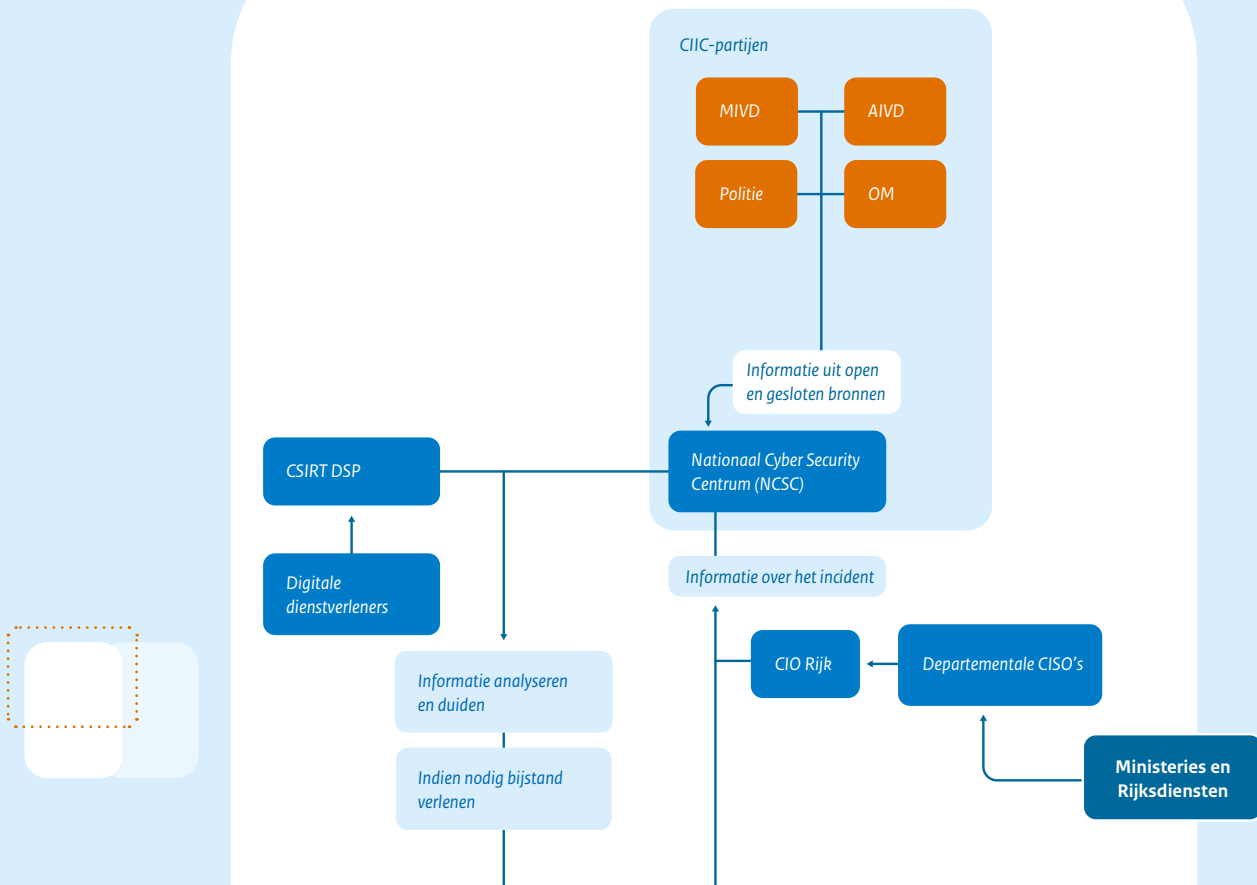 CIIC-partijen
MIVD
AIVD
Politie
OM
Informatie uit open
en gesloten bronnen
Nationaal Cyber Security
Centrum (NCSC)
CSIRT DSP
Digitale
dienstverleners
Informatie over het incident
CIO Rijk
Departementale CISO's
Informatie analyseren
en duiden
Ministeries en
Rijksdiensten
Indien nodig bijstand
verlenen